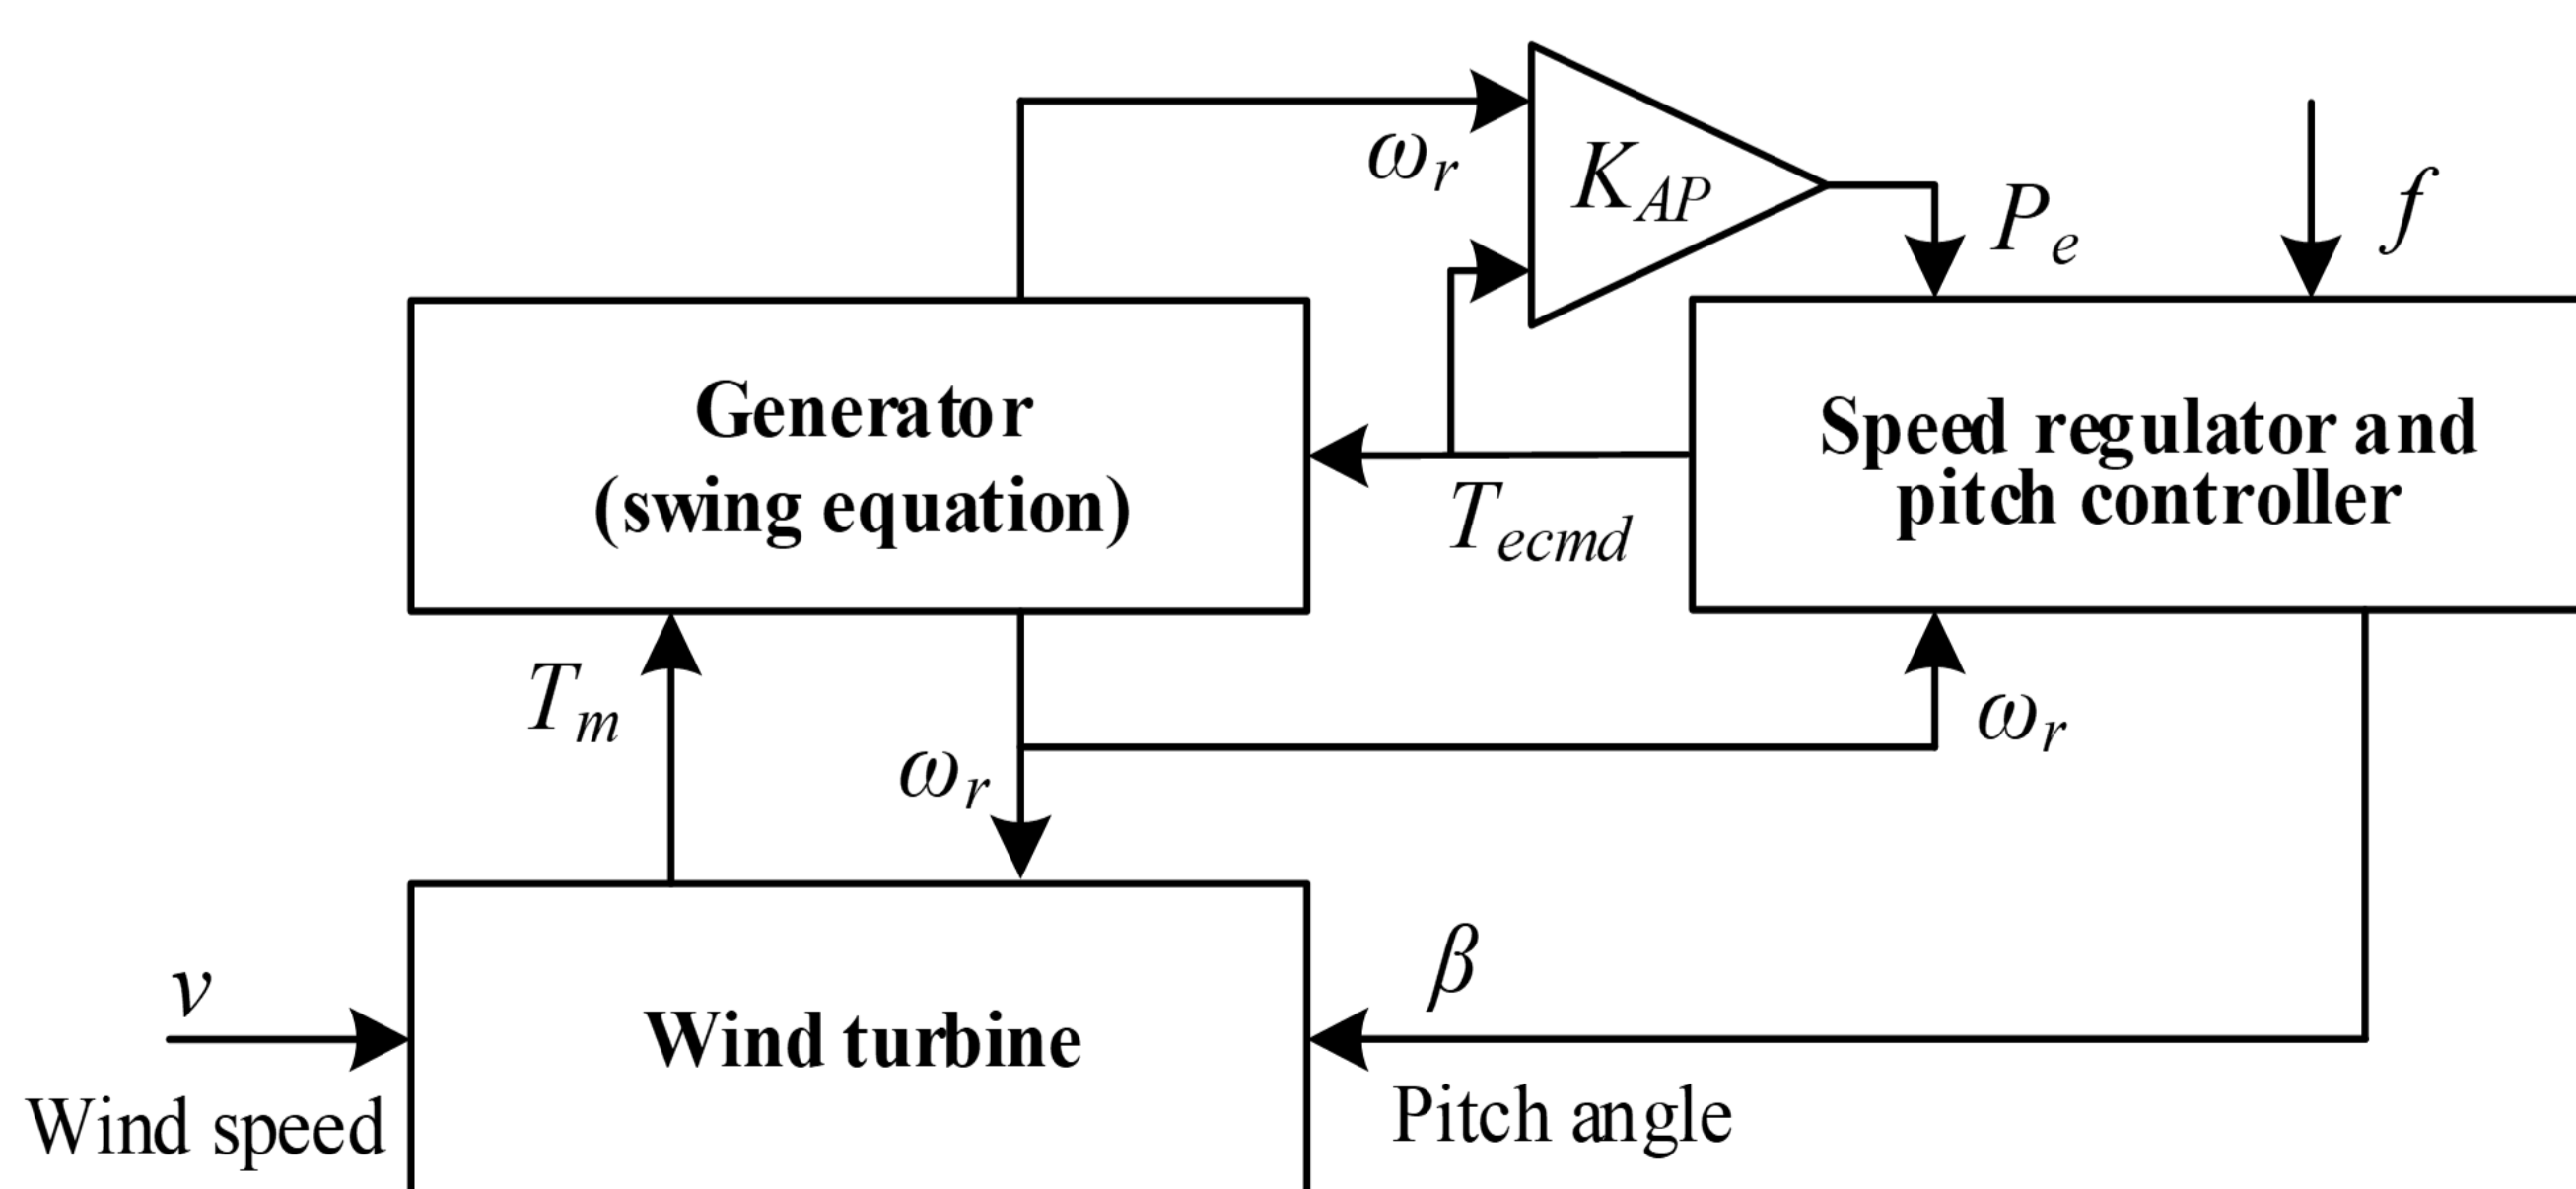 ωr
KAP
Pe
f
Generator
(swing equation)
Tecmd
Speed regulator and
pitch controller
Tm
ωr
ωr
v
Wind speed
Wind turbine
β
Pitch angle